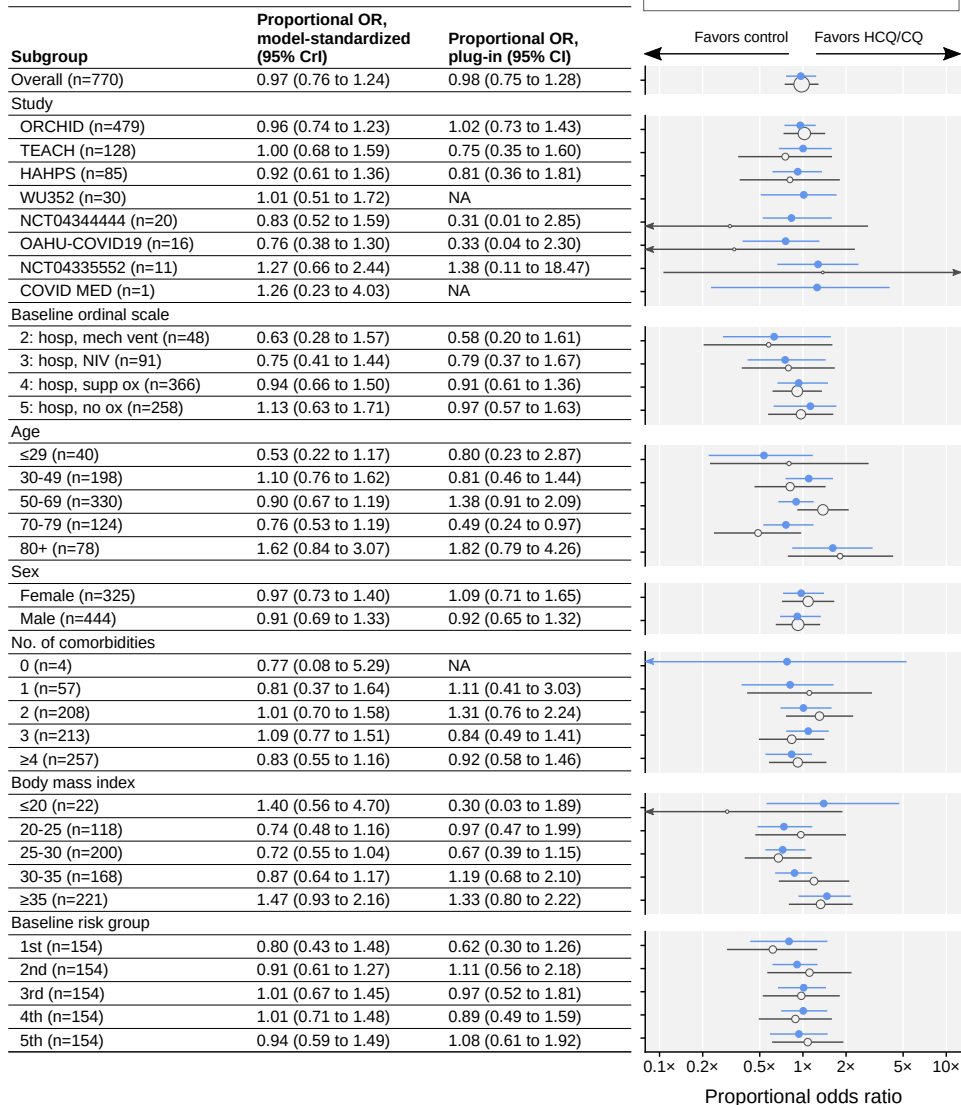 Subgroup Proportional OR, model-standardized (95% CrI) Proportional OR, plug-in (95% CI)
Favors control Favors HCQ/CQ
Overall (n=770) 0.97 (0.76 to 1.24) 0.98 (0.75 to 1.28)
Study
ORCHID (n=479) 0.96 (0.74 to 1.23) 1.02 (0.73 to 1.43)
TEACH (n=128) 1.00 (0.68 to 1.59) 0.75 (0.35 to 1.60)
HAHPS (n=85) 0.92 (0.61 to 1.36) 0.81 (0.36 to 1.81)
WU352 (n=30) 1.01 (0.51 to 1.72) NA
NCT04344444 (n=20) 0.83 (0.52 to 1.59) 0.31 (0.01 to 2.85)
OAHU-COVID19 (n=16) 0.76 (0.38 to 1.30) 0.33 (0.04 to 2.30)
NCT04335552 (n=11) 1.27 (0.66 to 2.44) 1.38 (0.11 to 18.47)
COVID MED (n=1) 1.26 (0.23 to 4.03) NA
Baseline ordinal scale
2: hosp, mech vent (n=48) 0.63 (0.28 to 1.57) 0.58 (0.20 to 1.61)
3: hosp, NIV (n=91) 0.75 (0.41 to 1.44) 0.79 (0.37 to 1.67)
4: hosp, supp ox (n=366) 0.94 (0.66 to 1.50) 0.91 (0.61 to 1.36)
5: hosp, no ox (n=258) 1.13 (0.63 to 1.71) 0.97 (0.57 to 1.63)
Age
≤29 (n=40) 0.53 (0.22 to 1.17) 0.80 (0.23 to 2.87)
30-49 (n=198) 1.10 (0.76 to 1.62) 0.81 (0.46 to 1.44)
50-69 (n=330) 0.90 (0.67 to 1.19) 1.38 (0.91 to 2.09)
70-79 (n=124) 0.76 (0.53 to 1.19) 0.49 (0.24 to 0.97)
80+ (n=78) 1.62 (0.84 to 3.07) 1.82 (0.79 to 4.26)
Sex
Female (n=325) 0.97 (0.73 to 1.40) 1.09 (0.71 to 1.65)
Male (n=444) 0.91 (0.69 to 1.33) 0.92 (0.65 to 1.32)
No. of comorbidities
0 (n=4) 0.77 (0.08 to 5.29) NA
1 (n=57) 0.81 (0.37 to 1.64) 1.11 (0.41 to 3.03)
2 (n=208) 1.01 (0.70 to 1.58) 1.31 (0.76 to 2.24)
3 (n=213) 1.09 (0.77 to 1.51) 0.84 (0.49 to 1.41)
≥4 (n=257) 0.83 (0.55 to 1.16) 0.92 (0.58 to 1.46)
Body mass index
≤20 (n=22) 1.40 (0.56 to 4.70) 0.30 (0.03 to 1.89)
20-25 (n=118) 0.74 (0.48 to 1.16) 0.97 (0.47 to 1.99)
25-30 (n=200) 0.72 (0.55 to 1.04) 0.67 (0.39 to 1.15)
30-35 (n=168) 0.87 (0.64 to 1.17) 1.19 (0.68 to 2.10)
≥35 (n=221) 1.47 (0.93 to 2.16) 1.33 (0.80 to 2.22)
Baseline risk group
1st (n=154) 0.80 (0.43 to 1.48) 0.62 (0.30 to 1.26)
2nd (n=154) 0.91 (0.61 to 1.27) 1.11 (0.56 to 2.18)
3rd (n=154) 1.01 (0.67 to 1.45) 0.97 (0.52 to 1.81)
4th (n=154) 1.01 (0.71 to 1.48) 0.89 (0.49 to 1.59)
5th (n=154) 0.94 (0.59 to 1.49) 1.08 (0.61 to 1.92)
0.1× 0.2× 0.5× 1× 2× 5× 10×
Proportional odds ratio